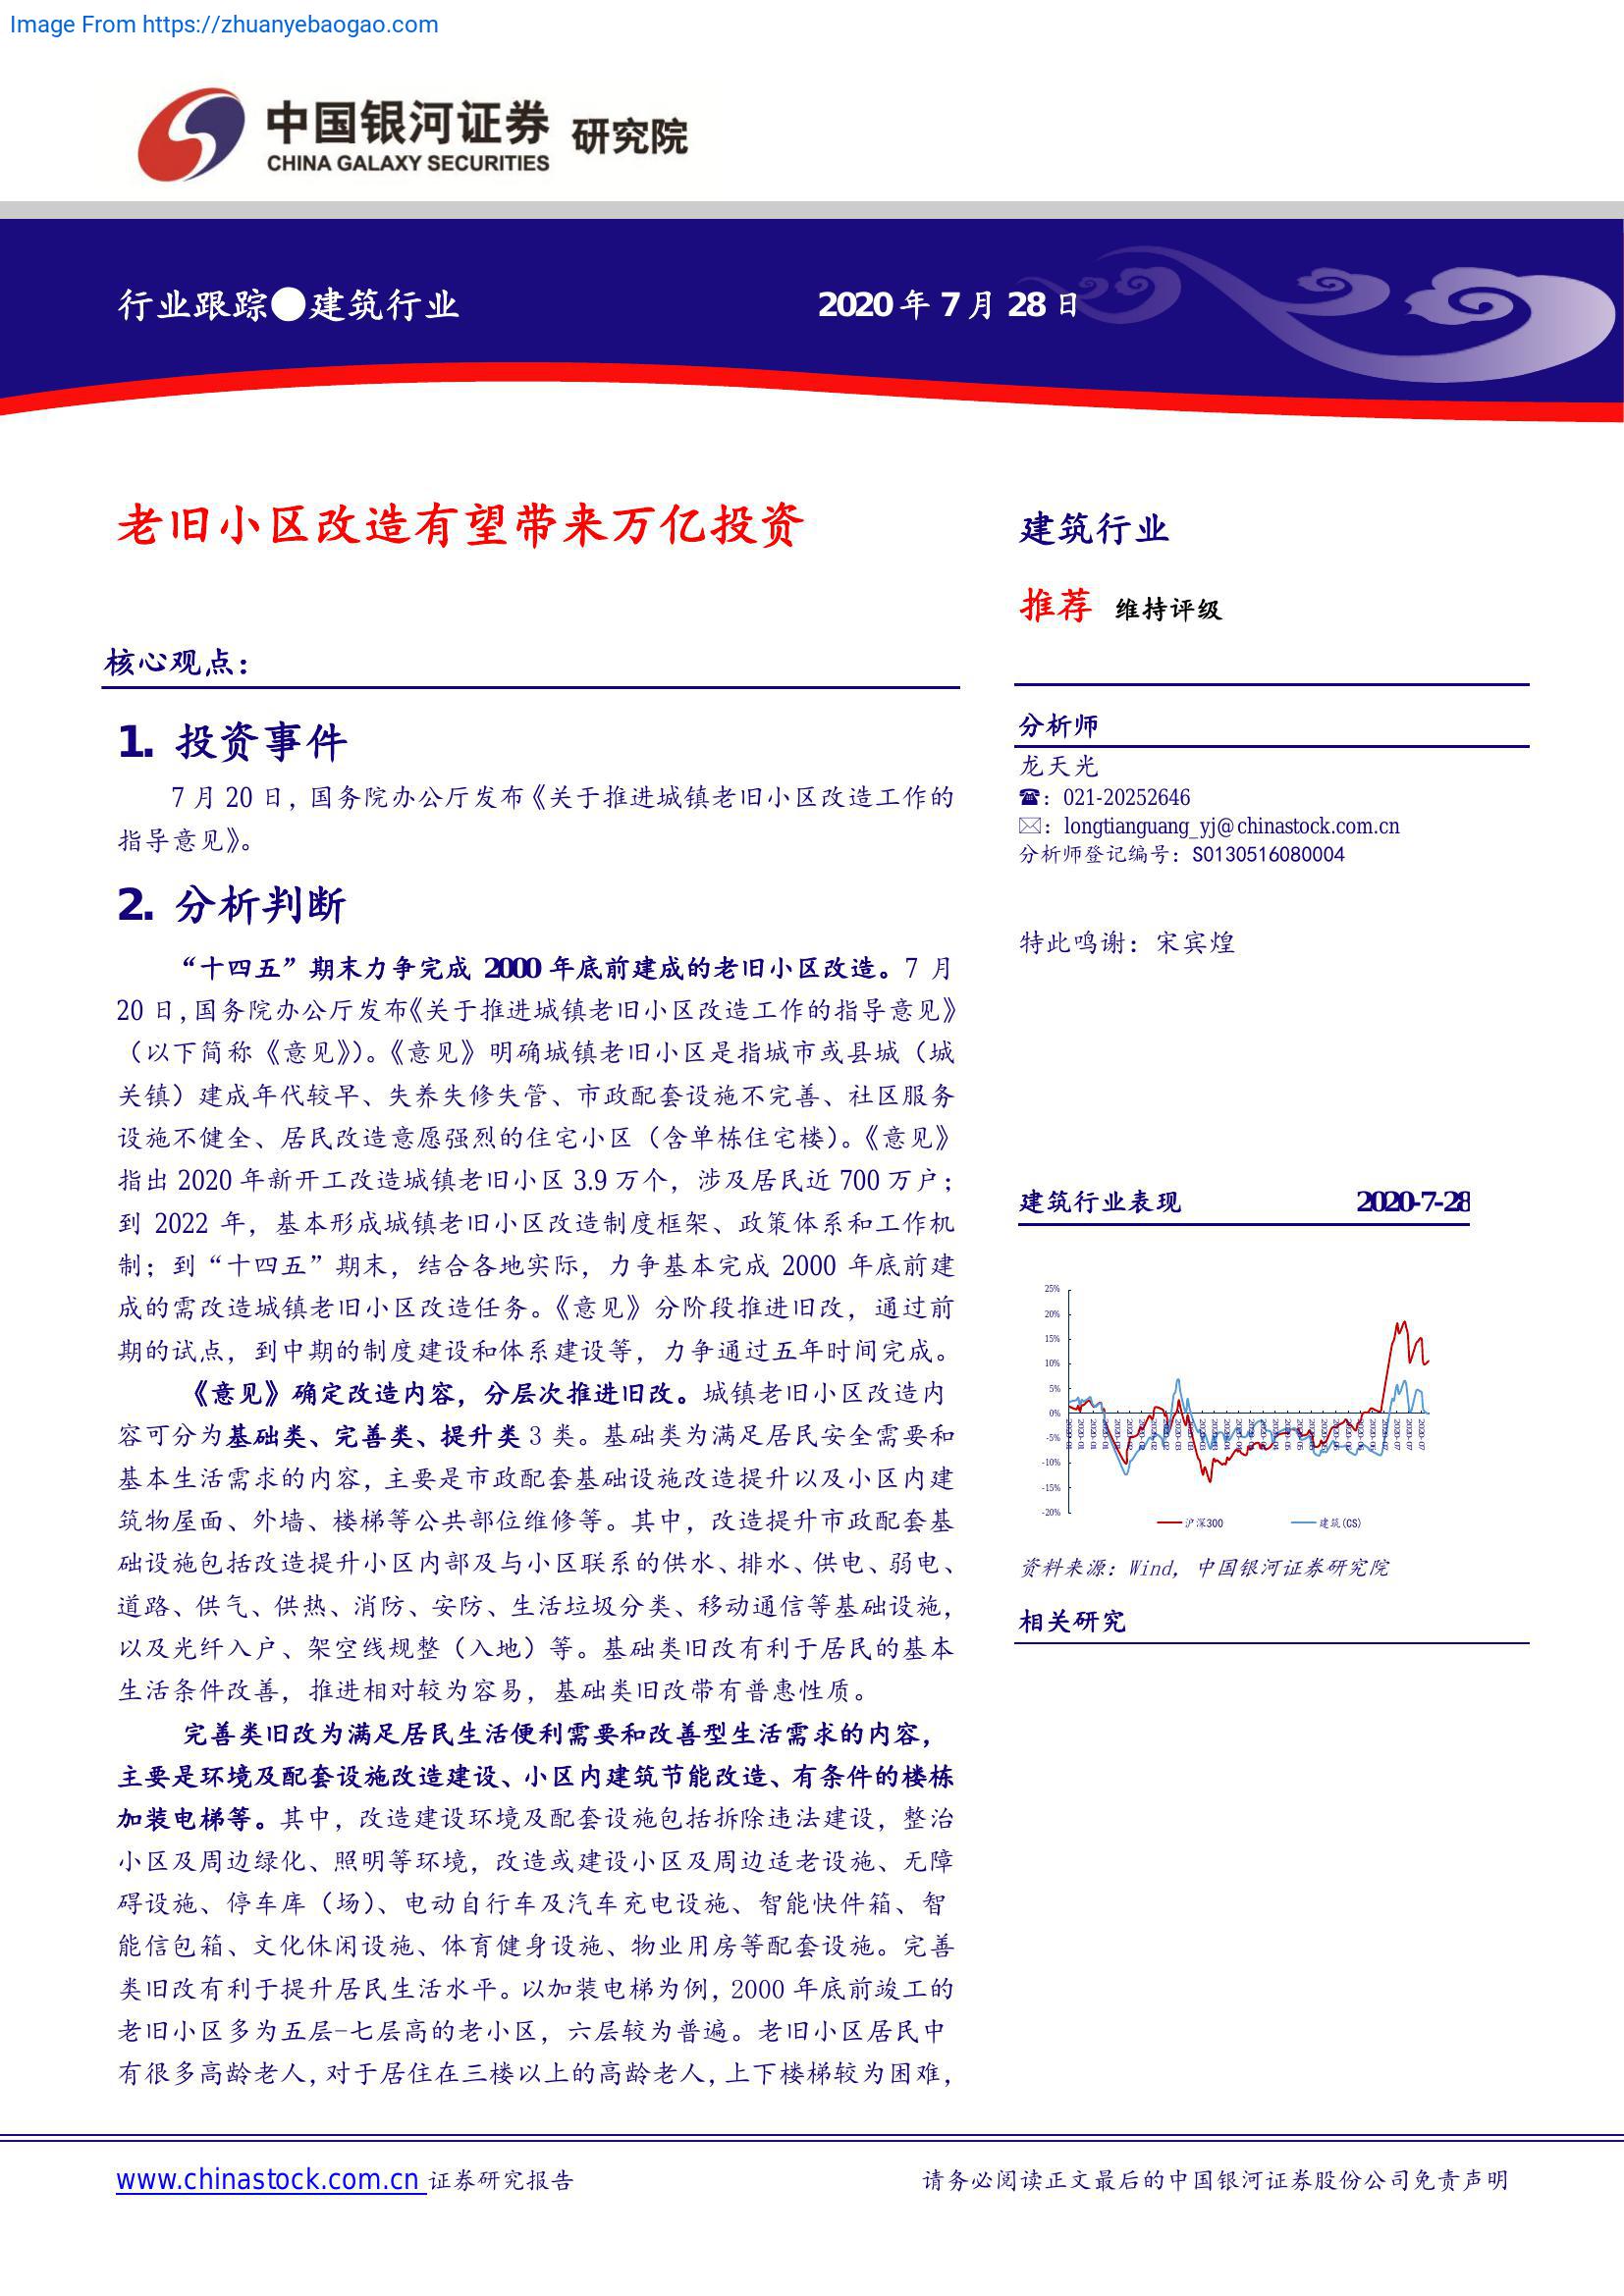 Image From https://zhuanyebaogao.com
中国银河证券 研究院
CHINA GALAXY SECURITIES
行业跟踪●建筑行业
2020 年 7 月 28 日
老旧小区改造有望带来万亿投资
核心观点：
1. 投资事件
7 月 20 日，国务院办公厅发布《关于推进城镇老旧小区改造工作的
指导意见》。
2. 分析判断
“十四五”期末力争完成 2000 年底前建成的老旧小区改造。7 月
20 日，国务院办公厅发布《关于推进城镇老旧小区改造工作的指导意见》
（以下简称《意见》）。《意见》明确城镇老旧小区是指城市或县城（城
关镇）建成年代较早、失养失修失管、市政配套设施不完善、社区服务
设施不健全、居民改造意愿强烈的住宅小区（含单栋住宅楼）。《意见》
指出 2020 年新开工改造城镇老旧小区 3.9 万个，涉及居民近 700 万户；
到 2022 年，基本形成城镇老旧小区改造制度框架、政策体系和工作机
制；到“十四五”期末，结合各地实际，力争基本完成 2000 年底前建
成的需改造城镇老旧小区改造任务。《意见》分阶段推进旧改，通过前
期的试点，到中期的制度建设和体系建设等，力争通过五年时间完成。
《意见》确定改造内容，分层次推进旧改。城镇老旧小区改造内
容可分为基础类、完善类、提升类 3 类。基础类为满足居民安全需要和
基本生活需求的内容，主要是市政配套基础设施改造提升以及小区内建
筑物屋面、外墙、楼梯等公共部位维修等。其中，改造提升市政配套基
础设施包括改造提升小区内部及与小区联系的供水、排水、供电、弱电、
道路、供气、供热、消防、安防、生活垃圾分类、移动通信等基础设施，
以及光纤入户、架空线规整（入地）等。基础类旧改有利于居民的基本
生活条件改善，推进相对较为容易，基础类旧改带有普惠性质。
完善类旧改为满足居民生活便利需要和改善型生活需求的内容，
主要是环境及配套设施改造建设、小区内建筑节能改造、有条件的楼栋
加装电梯等。其中，改造建设环境及配套设施包括拆除违法建设，整治
小区及周边绿化、照明等环境，改造或建设小区及周边适老设施、无障
碍设施、停车库（场）、电动自行车及汽车充电设施、智能快件箱、智
能信包箱、文化休闲设施、体育健身设施、物业用房等配套设施。完善
类旧改有利于提升居民生活水平。以加装电梯为例，2000 年底前竣工的
老旧小区多为五层-七层高的老小区，六层较为普遍。老旧小区居民中
有很多高龄老人，对于居住在三楼以上的高龄老人，上下楼梯较为困难，
建筑行业
推荐 维持评级
分析师
龙天光
☎：021-20252646
✉：longtianguang_yj@chinastock.com.cn
分析师登记编号：S0130516080004
特此鸣谢：宋宾煌
建筑行业表现 2020-7-28
25%
20%
15%
10%
5%
0%
-5%
-10%
-15%
-20%
沪深300 建筑(CS)
资料来源：Wind，中国银河证券研究院
相关研究
www.chinastock.com.cn 证券研究报告
请务必阅读正文最后的中国银河证券股份公司免责声明